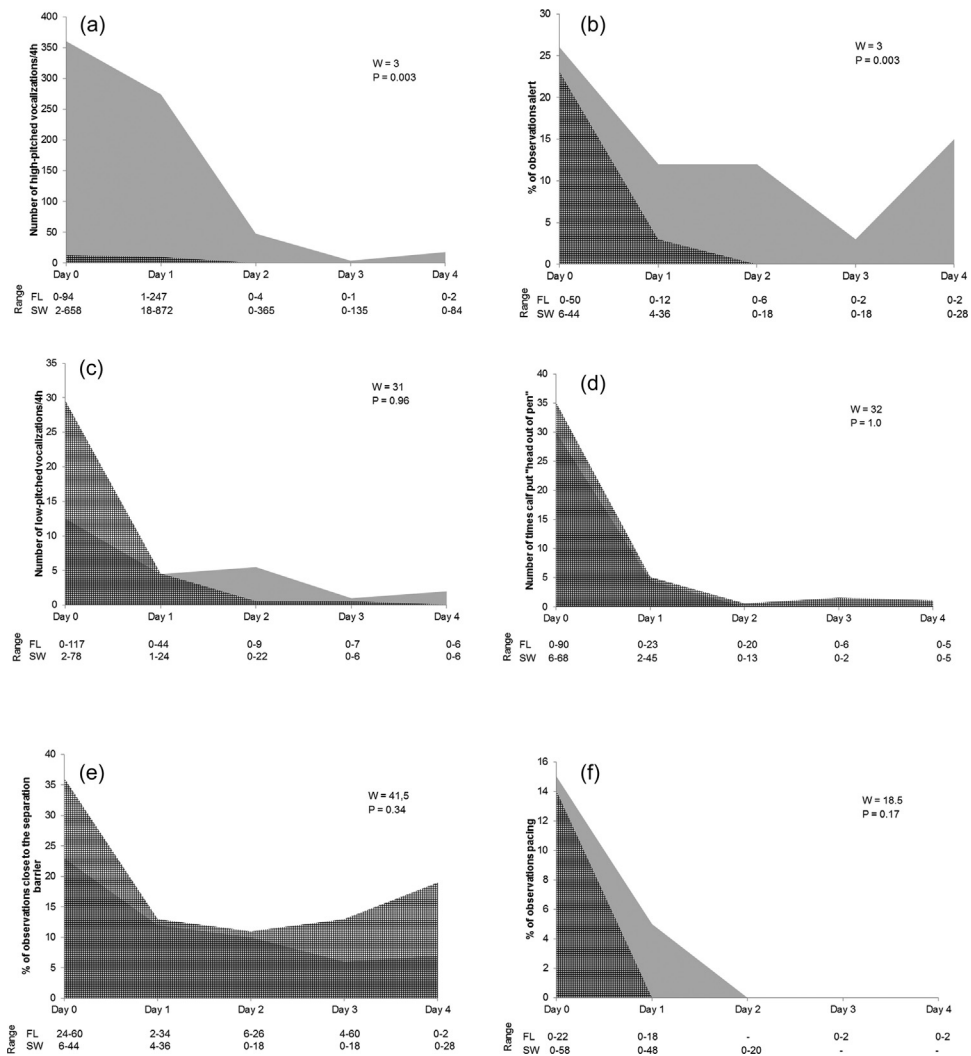 (a)
Number of high-pitched vocalizations/4h
400
350
300
250
200
150
100
50
0
W = 3
P = 0.003
Day 0 Day 1 Day 2 Day 3 Day 4
Range
FL 0-94 1-247 0-4 0-1 0-2
SW 2-658 18-872 0-365 0-135 0-84
(b)
% of observations alert
30
25
20
15
10
5
0
W = 3
P = 0.003
Day 0 Day 1 Day 2 Day 3 Day 4
Range
FL 0-50 0-12 0-6 0-2 0-2
SW 6-44 4-36 0-18 0-18 0-28
(c)
Number of low-pitched vocalizations/4h
35
30
25
20
15
10
5
0
W = 31
P = 0.96
Day 0 Day 1 Day 2 Day 3 Day 4
Range
FL 0-117 0-44 0-9 0-7 0-6
SW 2-78 1-24 0-22 0-6 0-6
(d)
Number of times calf put "head out of pen"
40
35
30
25
20
15
10
5
0
W = 32
P = 1.0
Day 0 Day 1 Day 2 Day 3 Day 4
Range
FL 0-90 0-23 0-20 0-6 0-5
SW 6-68 2-45 0-13 0-2 0-5
(e)
% of observations close to the separation
barrier
40
35
30
25
20
15
10
5
0
W = 41,5
P = 0.34
Day 0 Day 1 Day 2 Day 3 Day 4
Range
FL 24-60 2-34 6-26 4-60 0-2
SW 6-44 4-36 0-18 0-18 0-28
(f)
% of observations pacing
16
14
12
10
8
6
4
2
0
W = 18.5
P = 0.17
Day 0 Day 1 Day 2 Day 3 Day 4
Range
FL 0-22 0-18 - 0-2 0-2
SW 0-58 0-48 0-20 - -